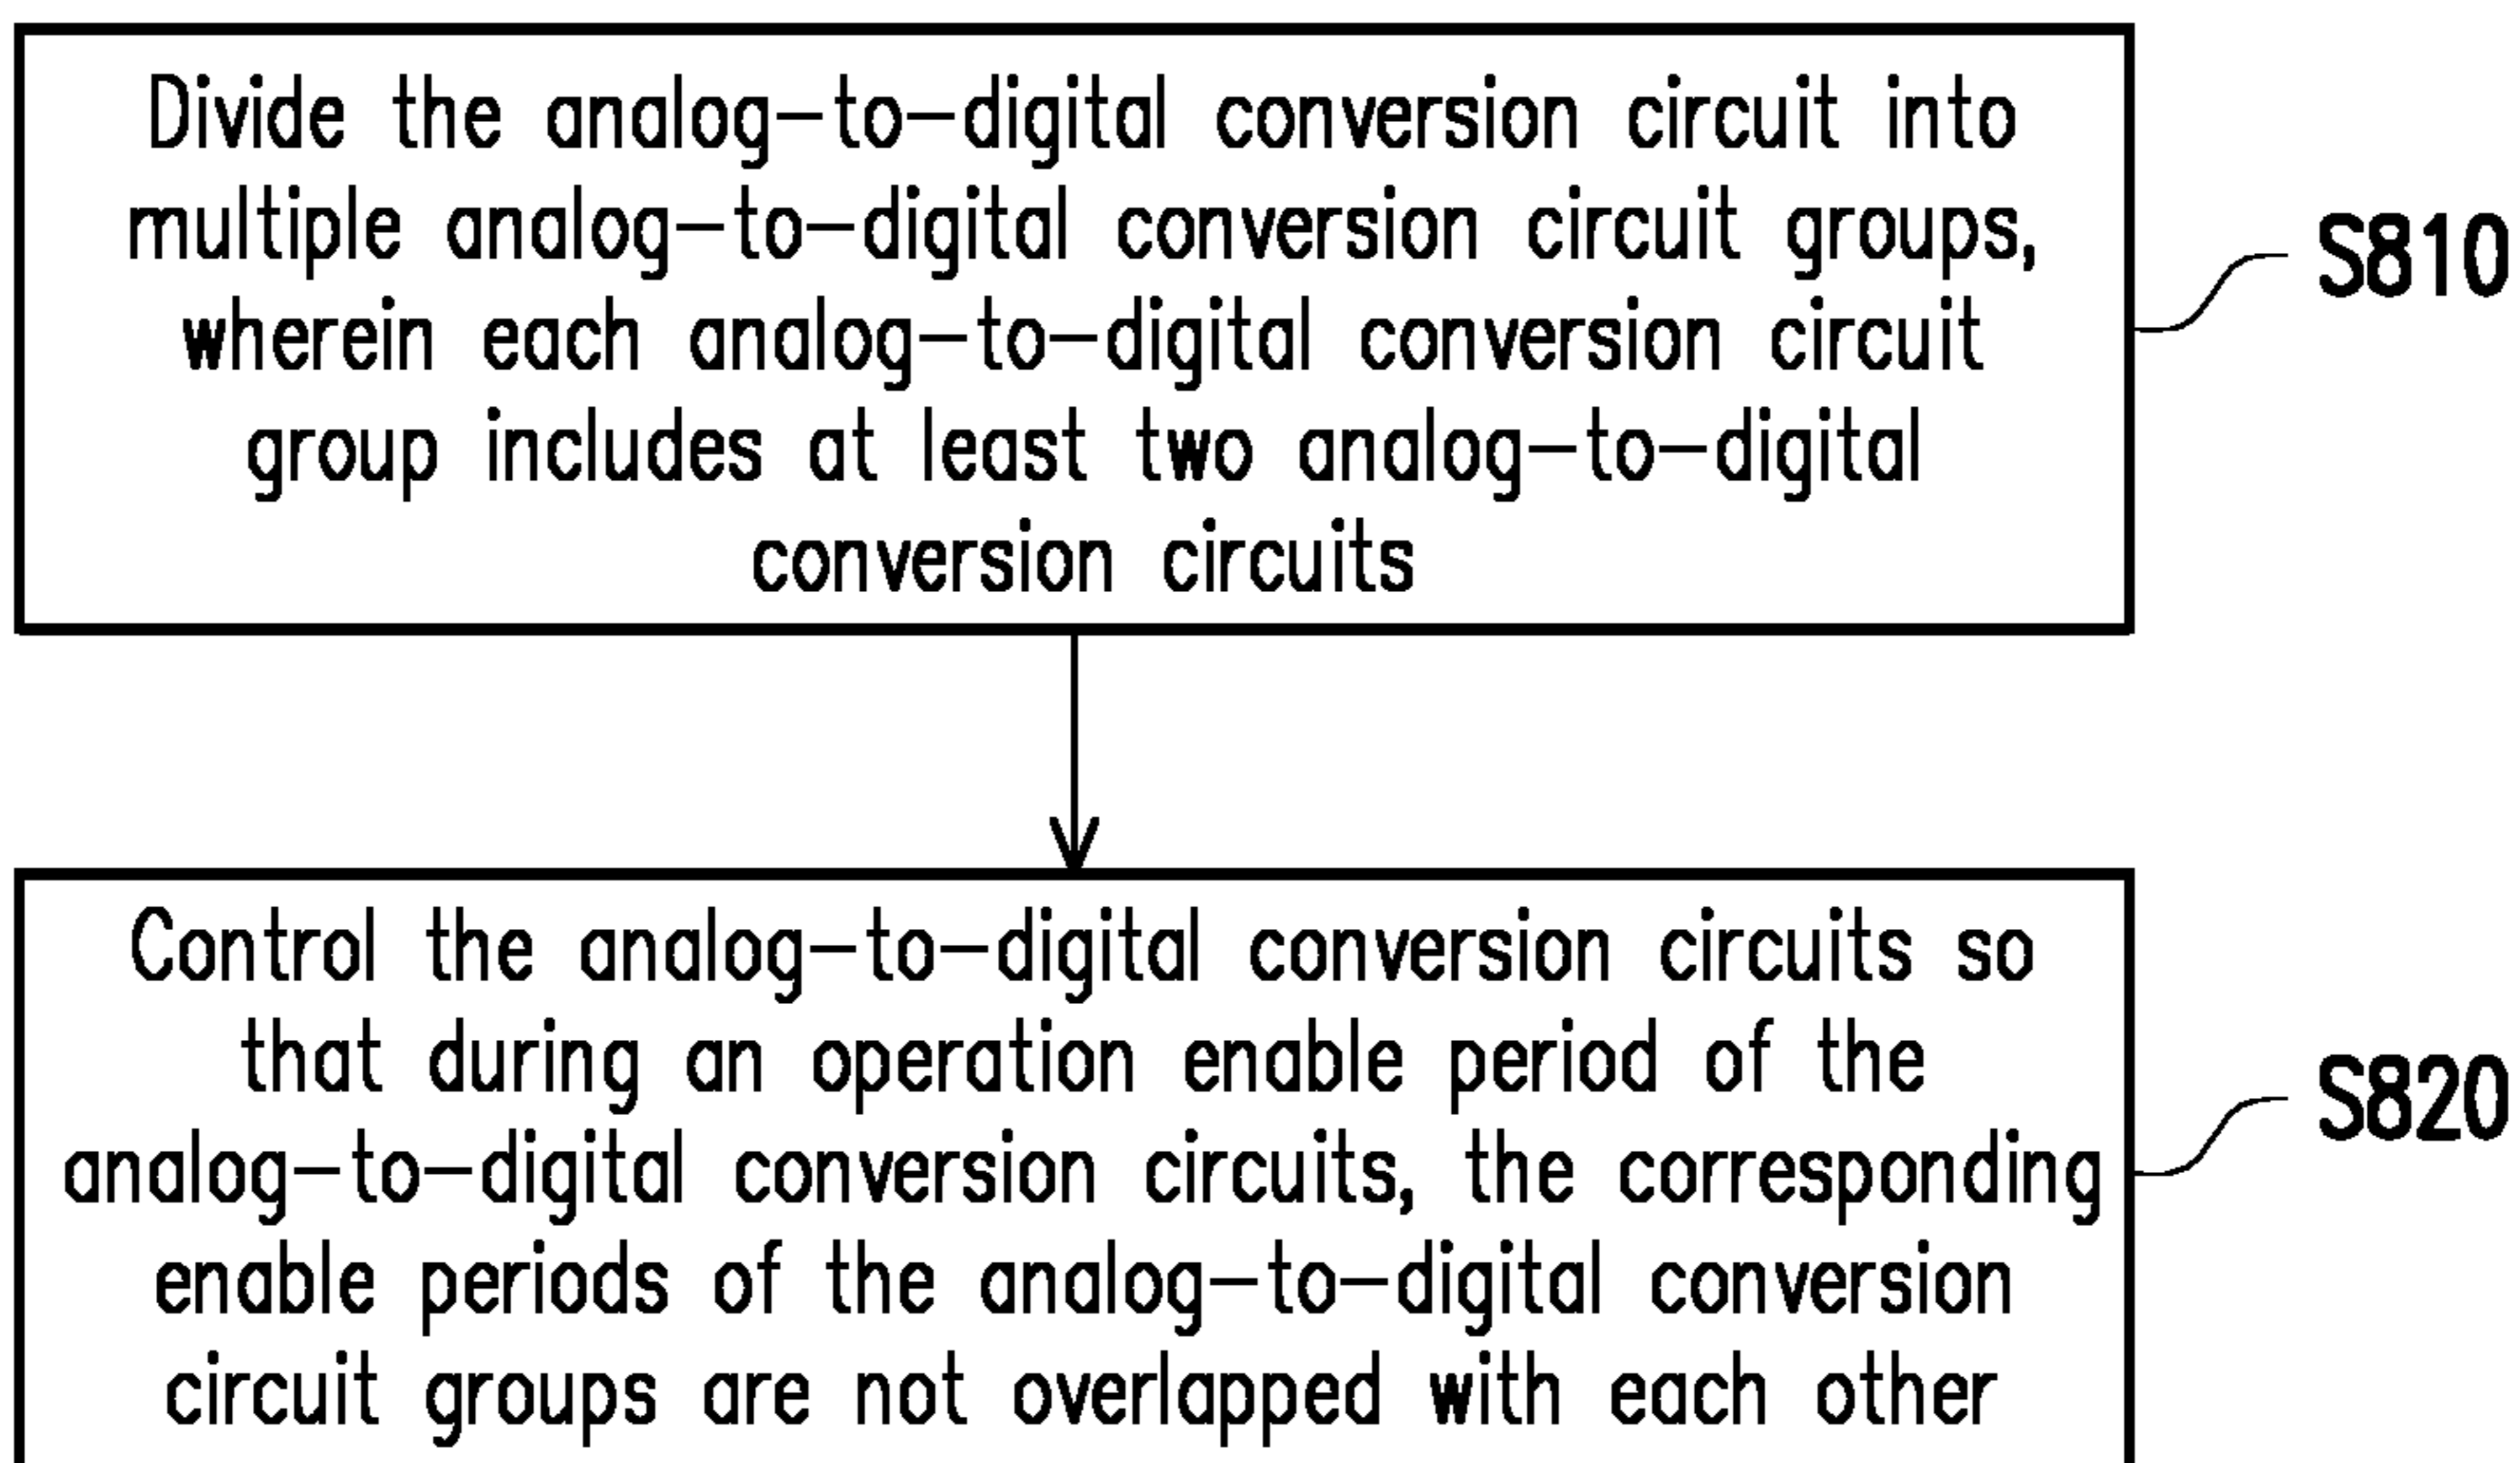 Divide the analog-to-digital conversion circuit into
multiple analog-to-digital conversion circuit groups,
wherein each analog-to-digital conversion circuit
group includes at least two analog-to-digital
conversion circuits
S810
Control the analog-to-digital conversion circuits so
that during an operation enable period of the
analog-to-digital conversion circuits, the corresponding
enable periods of the analog-to-digital conversion
circuit groups are not overlapped with each other
S820